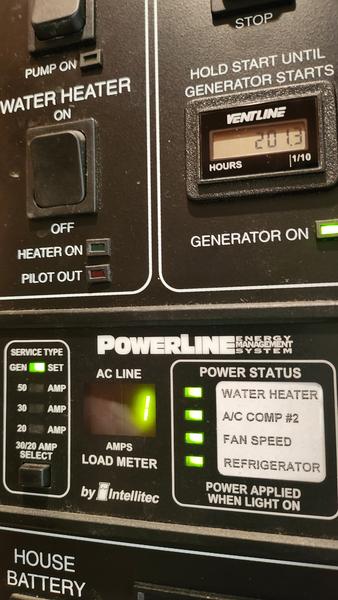 STOP
PUMP ON
WATER HEATER
ON
OFF
HEATER ON
PILOT OUT
HOLD START UNTIL
GENERATOR STARTS
VENTLINE
2013
HOURS 1/10
GENERATOR ON
POWERLINE ENERGY MANAGEMENT SYSTEM
SERVICE TYPE
GEN SET
50 AMP
30 AMP
20 AMP
30/20 AMP
SELECT
AC LINE
1
AMPS
LOAD METER
by Intellitec
POWER STATUS
WATER HEATER
A/C COMP #2
FAN SPEED
REFRIGERATOR
POWER APPLIED
WHEN LIGHT ON
HOUSE
BATTERY